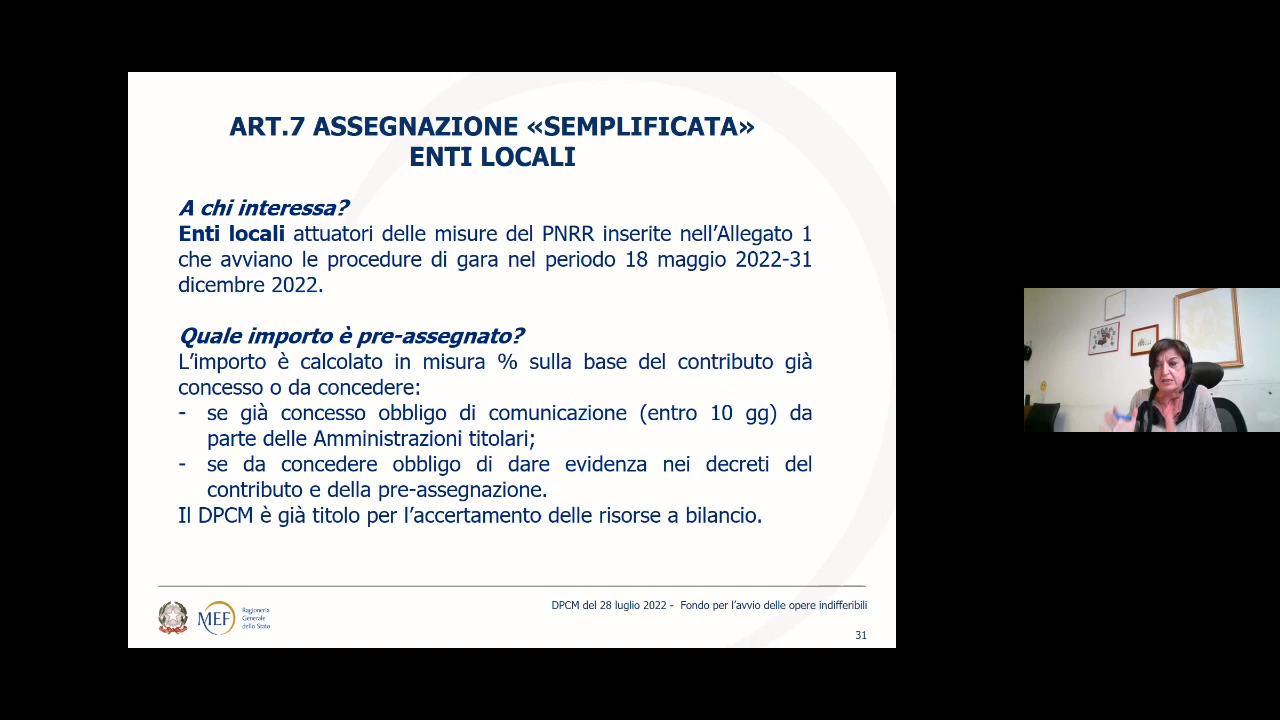 ART.7 ASSEGNAZIONE «SEMPLIFICATA»
ENTI LOCALI
A chi interessa?
Enti locali attuatori delle misure del PNRR inserite nell’Allegato 1
che avviano le procedure di gara nel periodo 18 maggio 2022-31
dicembre 2022.
Quale importo è pre-assegnato?
L’importo è calcolato in misura % sulla base del contributo già
concesso o da concedere:
- se già concesso obbligo di comunicazione (entro 10 gg) da
parte delle Amministrazioni titolari;
- se da concedere obbligo di dare evidenza nei decreti del
contributo e della pre-assegnazione.
Il DPCM è già titolo per l’accertamento delle risorse a bilancio.
MEF
Ragioneria
Generale
dello Stato
DPCM del 28 luglio 2022 - Fondo per l’avvio delle opere indifferibili
31